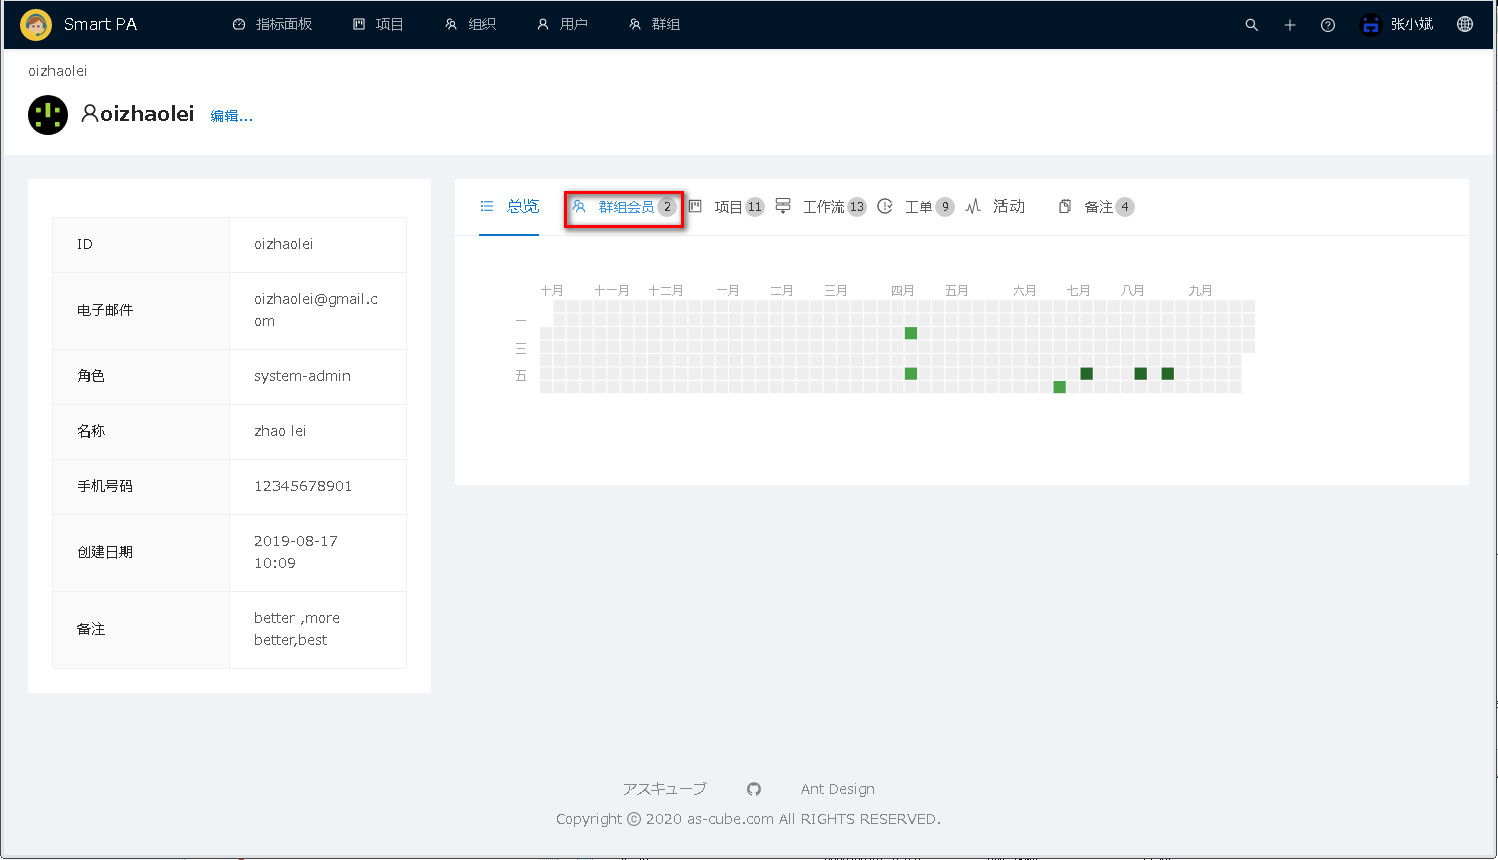 Smart PA 指标面板 项目 组织 用户 群组 张小斌
oizhaolei
oizhaolei 编辑...
总览 群组会员 2 项目 11 工作流 13 工单 9 活动 备注 4
ID oizhaolei
电子邮件 oizhaolei@gmail.c
om
角色 system-admin
名称 zhao lei
手机号码 12345678901
创建日期 2019-08-17
10:09
备注 better ,more
better,best
十月 十一月 十二月 一月 二月 三月 四月 五月 六月 七月 八月 九月
一
三
五
アスキューブ Ant Design
Copyright © 2020 as-cube.com All RIGHTS RESERVED.